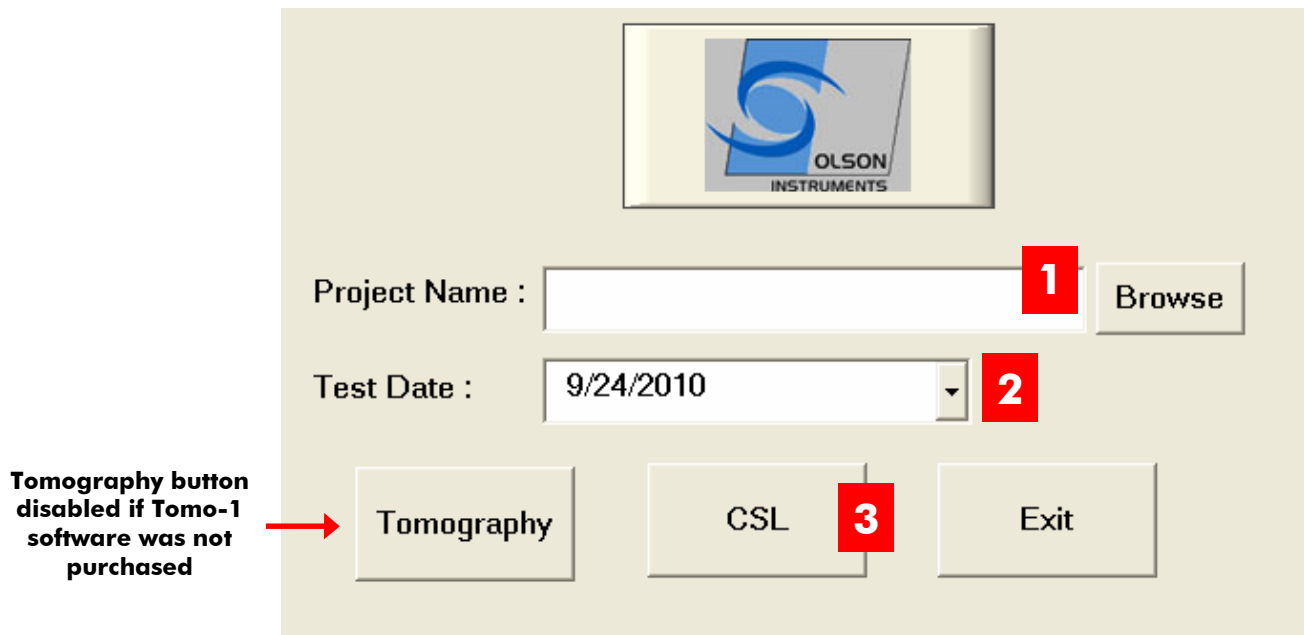 OLSON
INSTRUMENTS
Project Name :
1
Browse
Test Date :
9/24/2010
2
Tomography button
disabled if Tomo-1
software was not
purchased
Tomography
CSL
3
Exit